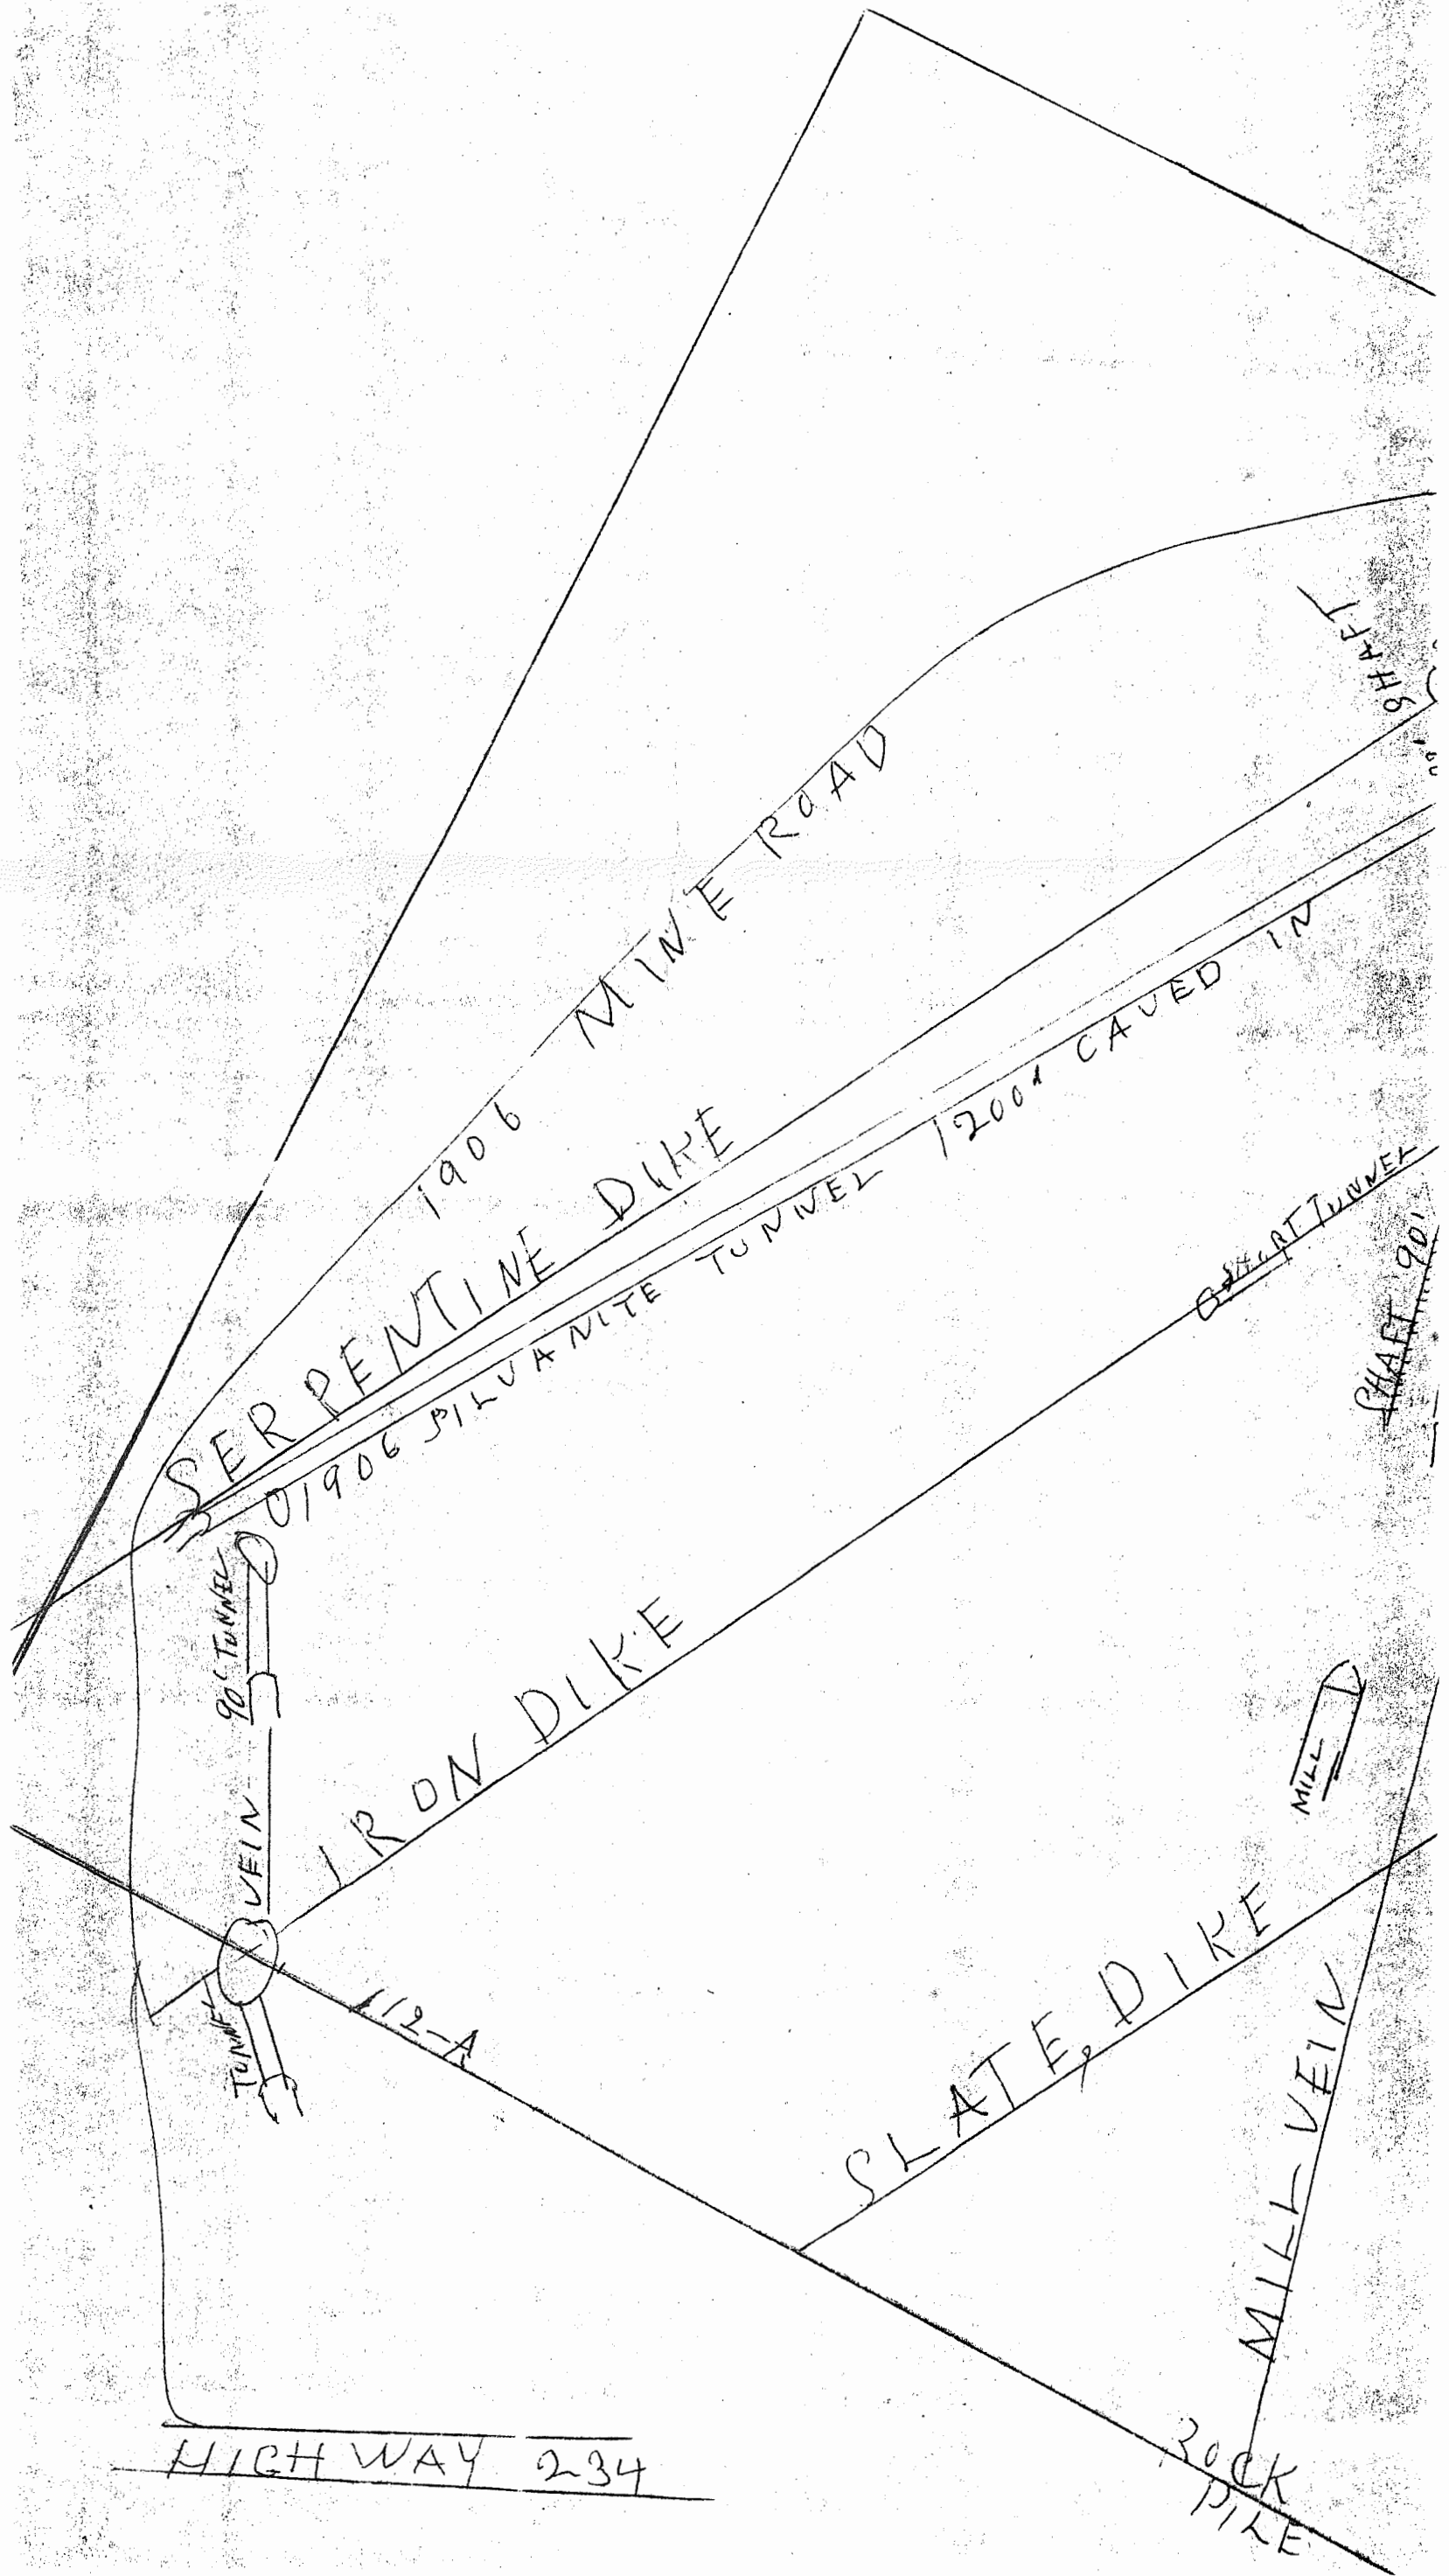 SHAFT
1906 MINE ROAD
SERPENTINE DIKE
1906 SILVANITE TUNNEL 1200' CAVED IN
SHORT TUNNEL
SHAFT 90'
90' TUNNEL
IRON DIKE
MILL
VEIN
TUNNEL
112-A
SLATE DIKE
MILL VEIN
HIGHWAY 234
ROCK
PILE